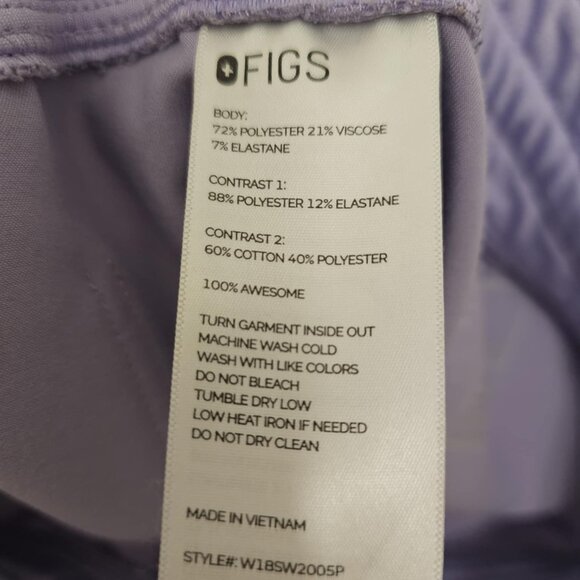 FIGS
BODY:
72% POLYESTER 21% VISCOSE
7% ELASTANE
CONTRAST 1:
88% POLYESTER 12% ELASTANE
CONTRAST 2:
60% COTTON 40% POLYESTER
100% AWESOME
TURN GARMENT INSIDE OUT
MACHINE WASH COLD
WASH WITH LIKE COLORS
DO NOT BLEACH
TUMBLE DRY LOW
LOW HEAT IRON IF NEEDED
DO NOT DRY CLEAN
MADE IN VIETNAM
STYLE#: W18SW2005P